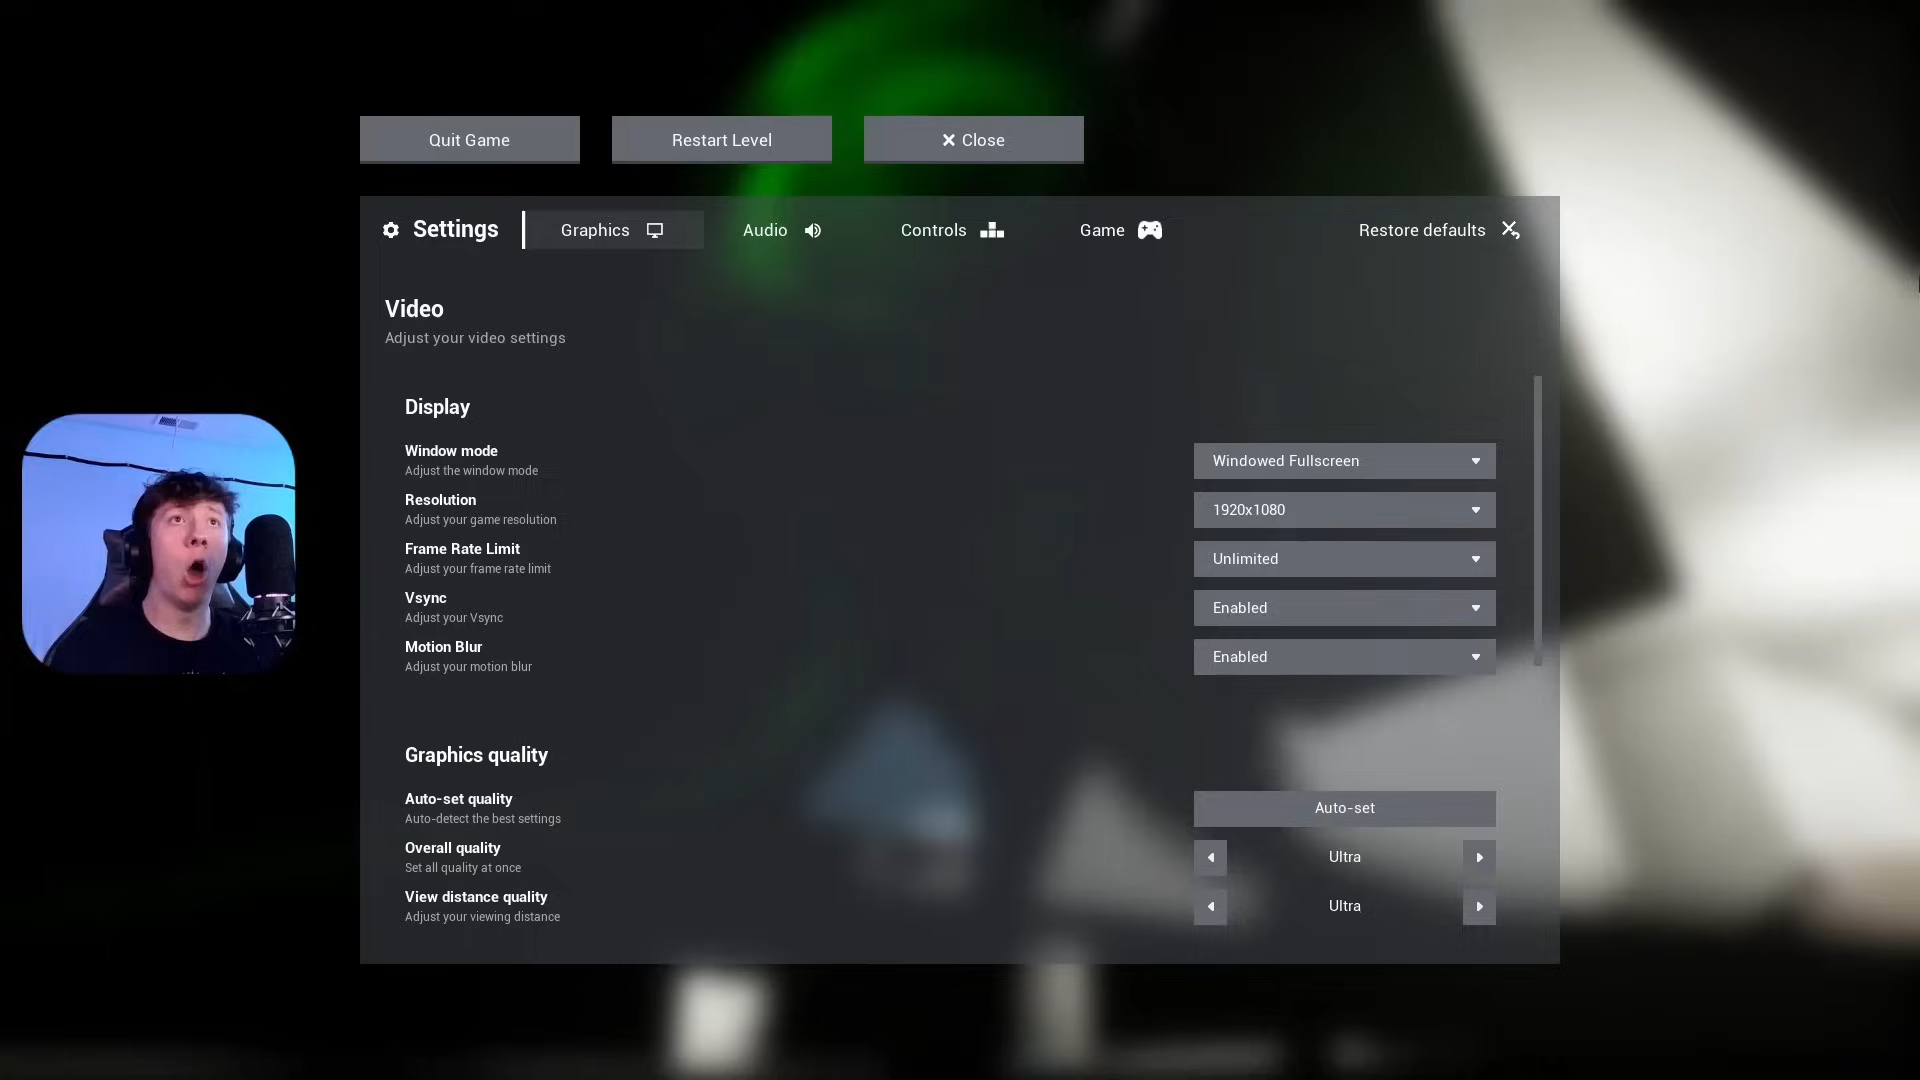 Quit Game
Restart Level
Close
Settings
Graphics
Audio
Controls
Game
Restore defaults
Video
Adjust your video settings
Display
Window mode
Adjust the window mode
Windowed Fullscreen
Resolution
Adjust your game resolution
1920x1080
Frame Rate Limit
Adjust your frame rate limit
Unlimited
Vsync
Adjust your Vsync
Enabled
Motion Blur
Adjust your motion blur
Enabled
Graphics quality
Auto-set quality
Auto-detect the best settings
Auto-set
Overall quality
Set all quality at once
Ultra
View distance quality
Adjust your viewing distance
Ultra